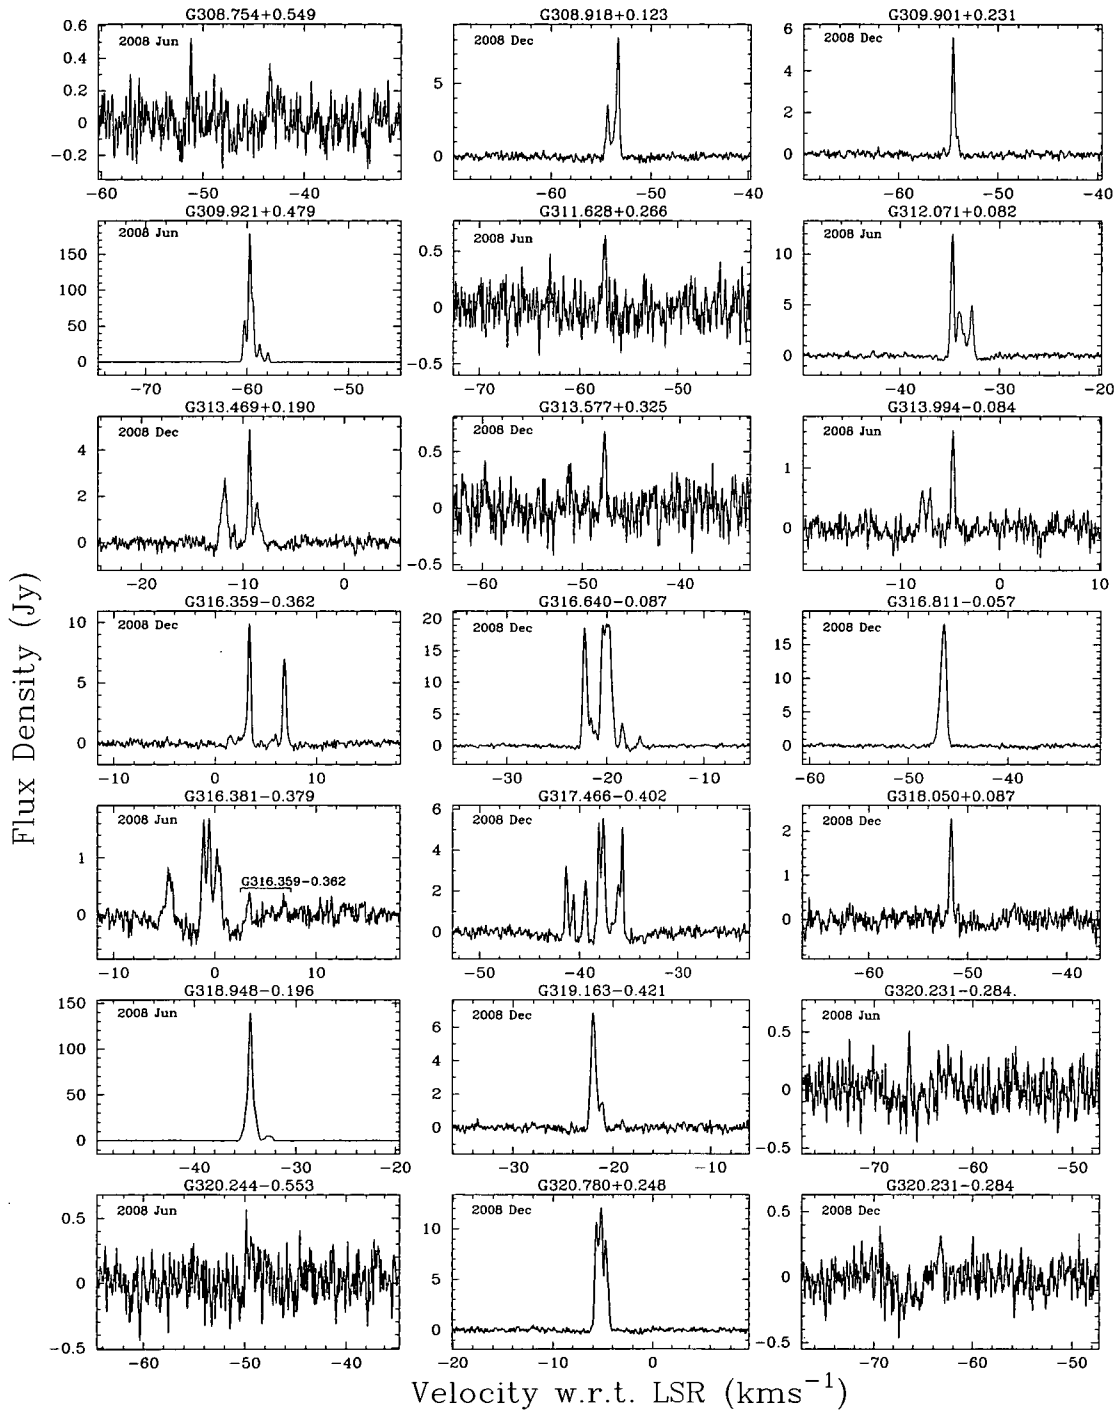 G308.754+0.549
2008 Jun
0.6
0.4
0.2
0
−0.2
−60
−50
−40
G308.918+0.123
2008 Dec
5
0
−60
−50
−40
G309.901+0.231
2008 Dec
6
4
2
0
−60
−50
−40
G309.921+0.479
2008 Jun
150
100
50
0
−70
−60
−50
G311.628+0.266
2008 Jun
0.5
0
−0.5
−70
−60
−50
G312.071+0.082
2008 Jun
10
5
0
−40
−30
−20
G313.469+0.190
2008 Dec
4
2
0
−20
−10
0
G313.577+0.325
2008 Dec
0.5
0
−0.5
−60
−50
−40
G313.994−0.084
2008 Jun
1
0
−10
0
10
G316.359−0.362
2008 Dec
10
5
0
−10
0
10
G316.640−0.087
2008 Dec
20
15
10
5
0
−30
−20
−10
G316.811−0.057
2008 Dec
15
10
5
0
−60
−50
−40
G316.381−0.379
2008 Jun
G316.359−0.362
1
0
−10
0
10
G317.466−0.402
2008 Dec
6
4
2
0
−50
−40
−30
G318.050+0.087
2008 Dec
2
1
0
−60
−50
−40
G318.948−0.196
2008 Jun
150
100
50
0
−40
−30
−20
G319.163−0.421
2008 Dec
6
4
2
0
−30
−20
−10
G320.231−0.284
2008 Jun
0.5
0
−0.5
−70
−60
−50
G320.244−0.553
2008 Jun
0.5
0
−0.5
−60
−50
−40
G320.780+0.248
2008 Dec
10
5
0
−20
−10
0
G320.231−0.284
2008 Dec
0.5
0
−0.5
−70
−60
−50
Flux Density (Jy)
Velocity w.r.t. LSR (kms−1)